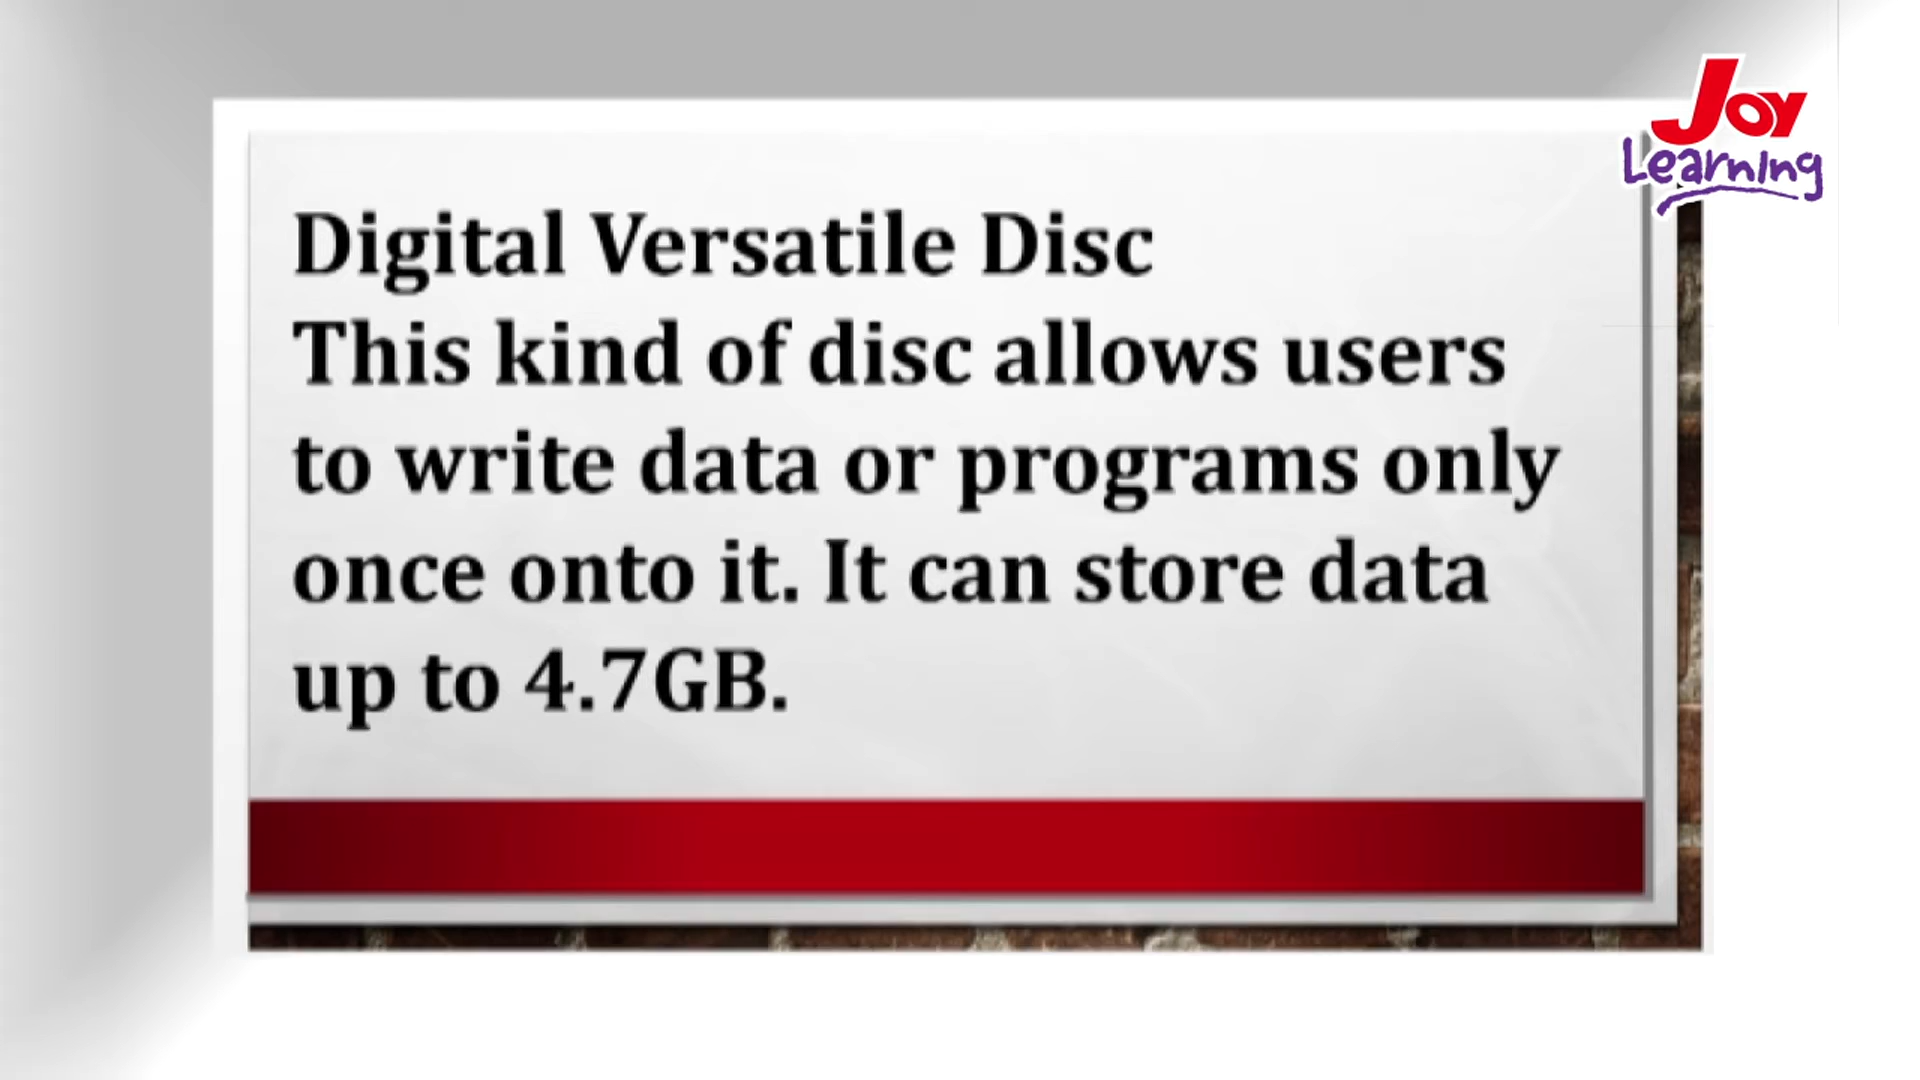 Joy
Learning
Digital Versatile Disc
This kind of disc allows users
to write data or programs only
once onto it. It can store data
up to 4.7GB.